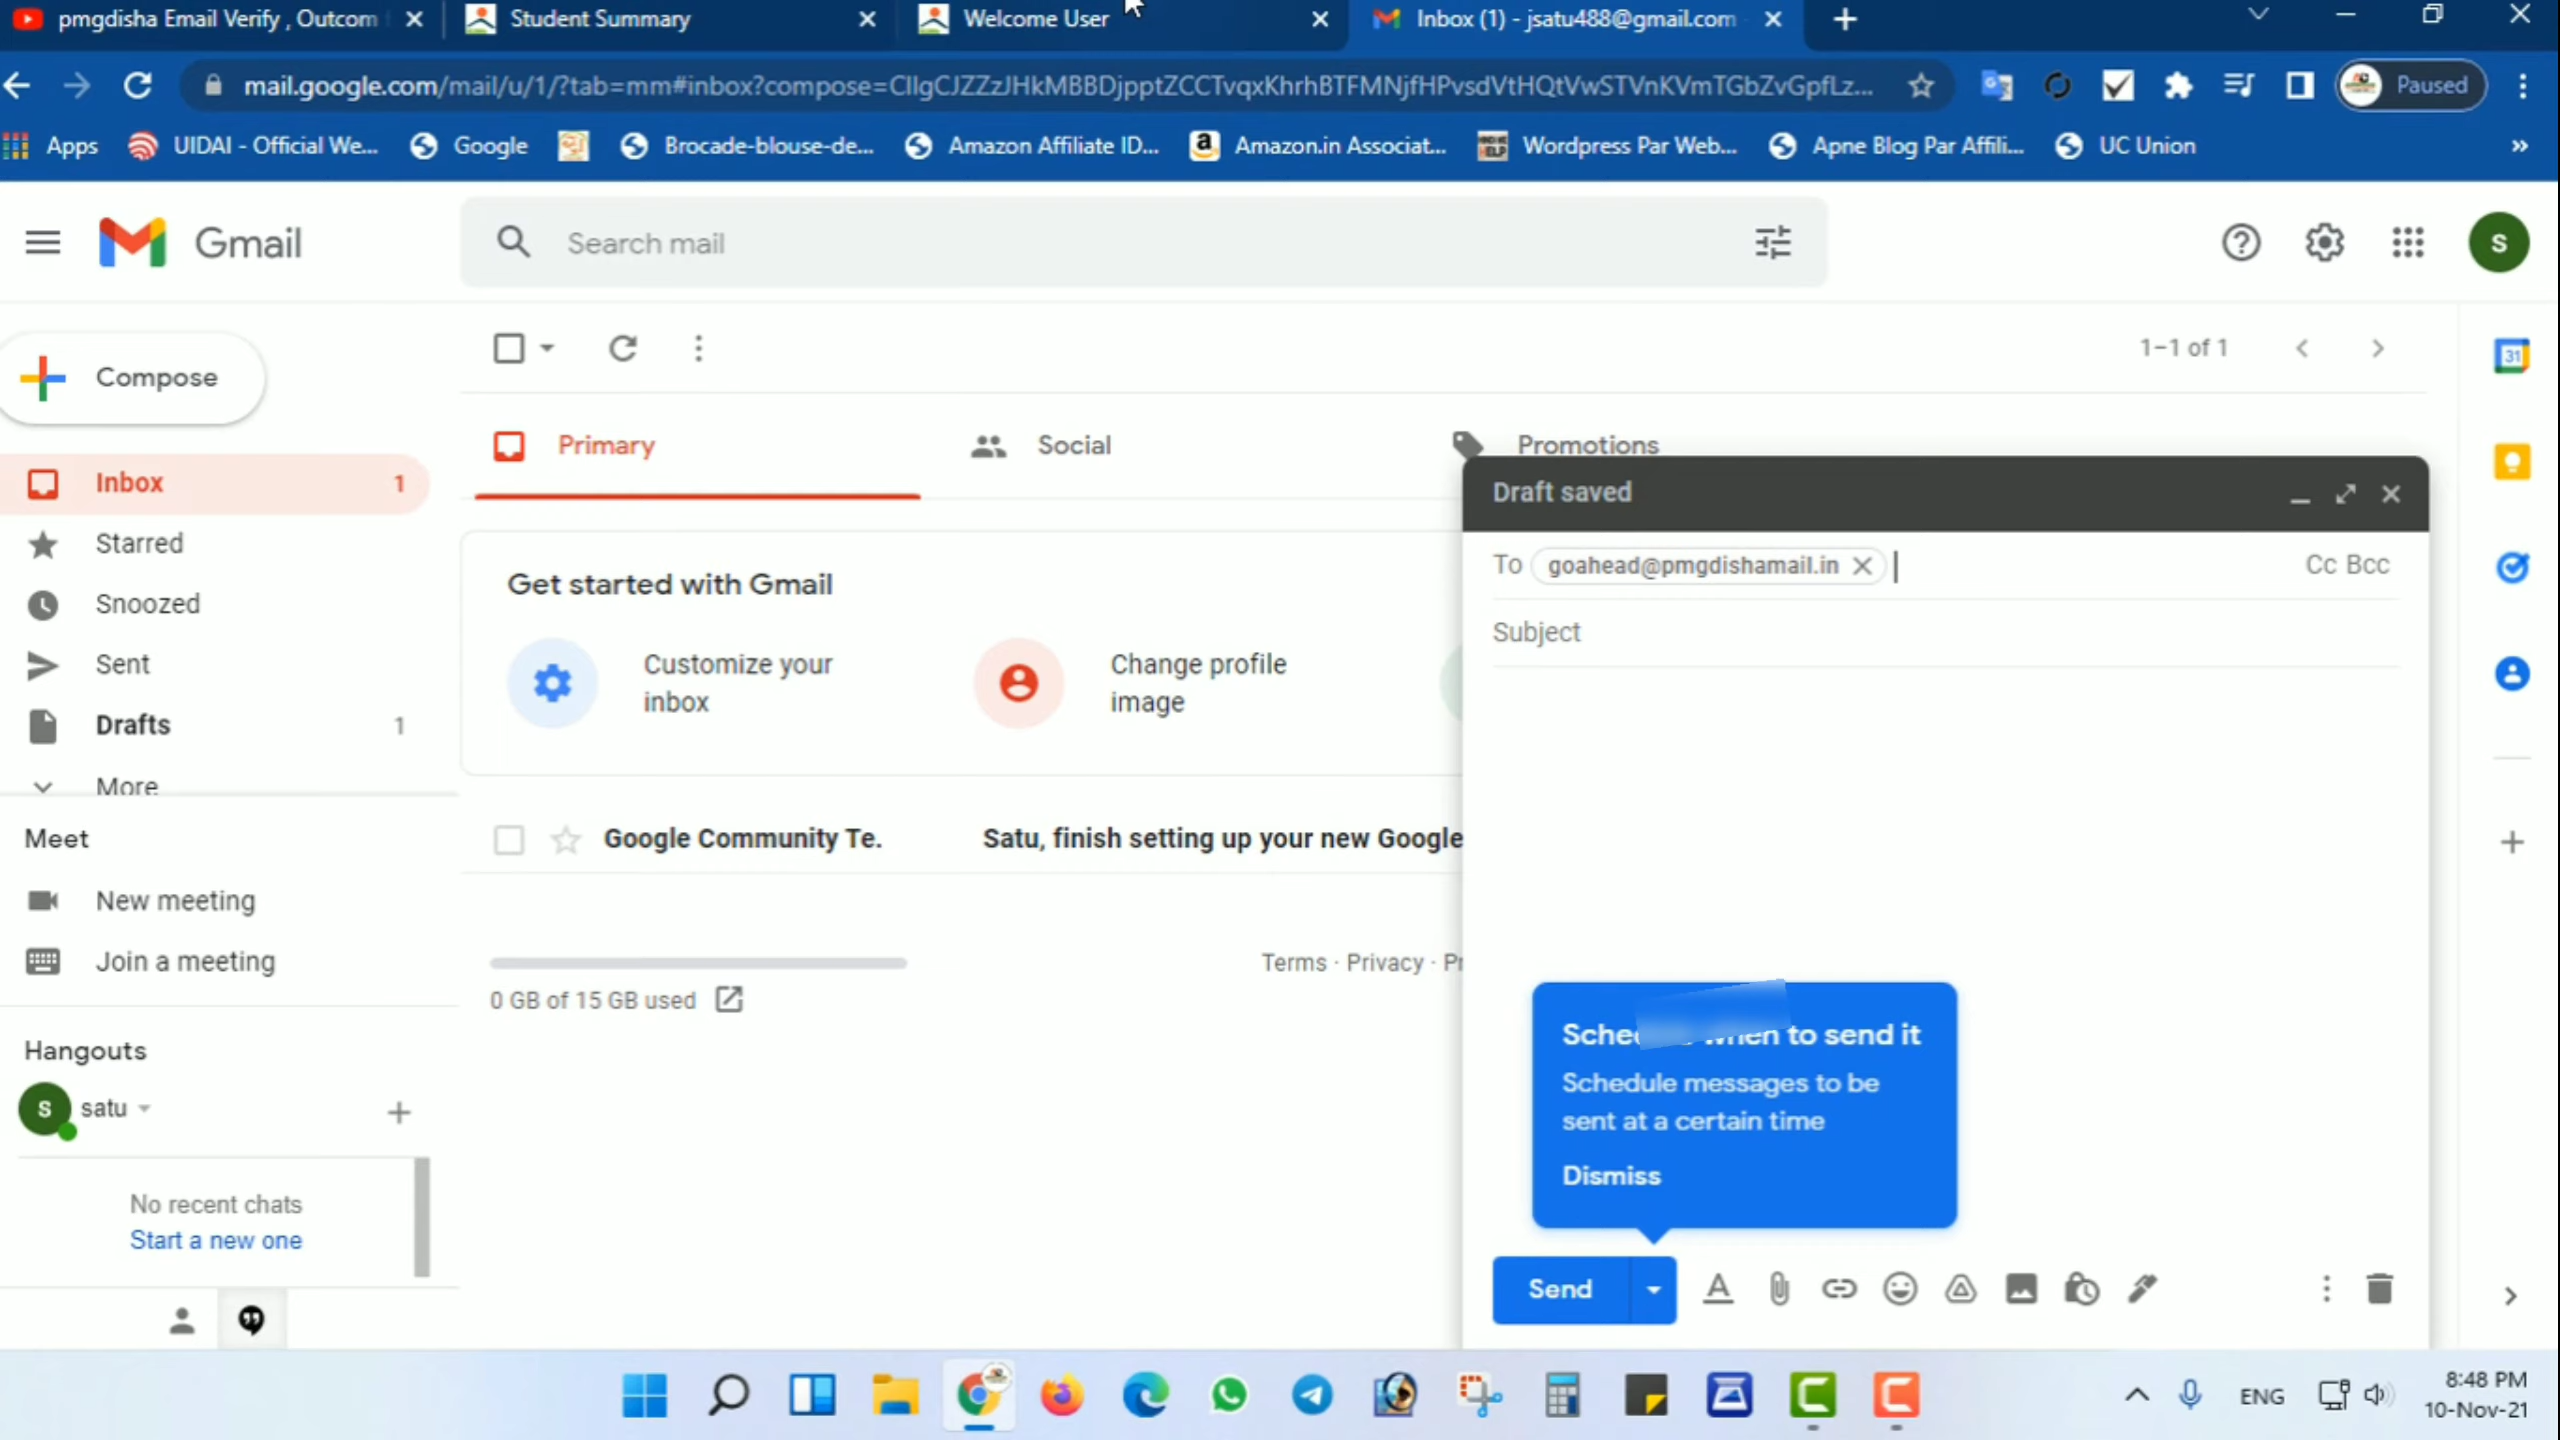 pmgdisha Email Verify , Outcom
Student Summary
Welcome User
Inbox (1) - jsatu488@gmail.com
mail.google.com/mail/u/1/?tab=mm#inbox?compose=CllgCJZZzJHkMBBDjpptZCCTvqxKhrhBTFMNjfHPvsdVtHQtVwSTVnKVmTGbZvGpfLz...
Paused
Apps
UIDAI - Official We...
Google
Brocade-blouse-de...
Amazon Affiliate ID...
Amazon.in Associat...
Wordpress Par Web...
Apne Blog Par Affili...
UC Union
»
Gmail
Search mail
S
Compose
1–1 of 1
31
Primary
Social
Promotions
Inbox 1
Starred
Snoozed
Sent
Drafts 1
More
Get started with Gmail
Customize your
inbox
Change profile
image
Google Community Te.
Satu, finish setting up your new Google
0 GB of 15 GB used
Terms · Privacy ·
Draft saved
To goahead@pmgdishamail.in
Cc Bcc
Subject
to send it
Schedule messages to be
sent at a certain time
Dismiss
Send
Meet
New meeting
Join a meeting
Hangouts
S
satu
No recent chats
Start a new one
ENG
8:48 PM
10-Nov-21